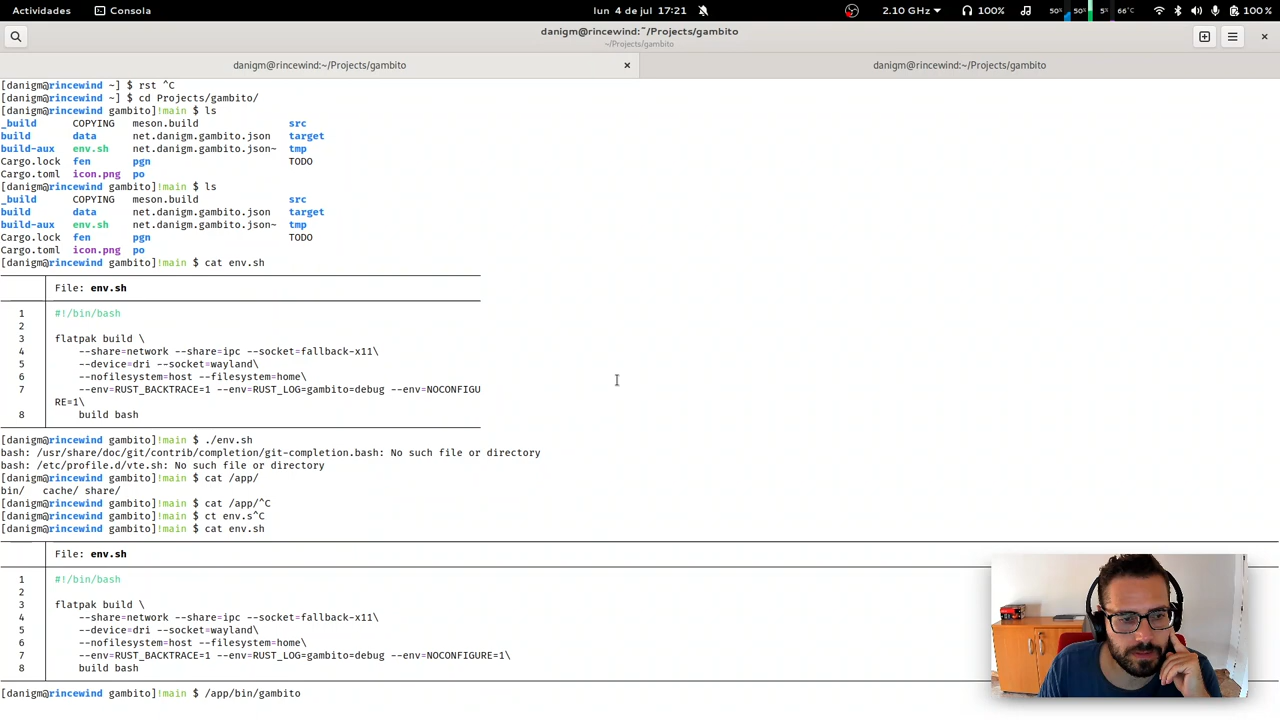 Actividades Consola lun 4 de jul 17:21 2.10 GHz 100% 50% 50% 5% 66°C 100 %
danigm@rincewind:~/Projects/gambito
~/Projects/gambito
danigm@rincewind:~/Projects/gambito danigm@rincewind:~/Projects/gambito
[danigm@rincewind ~] $ rst ^C
[danigm@rincewind ~] $ cd Projects/gambito/
[danigm@rincewind gambito]!main $ ls
_build COPYING meson.build src
build data net.danigm.gambito.json target
build-aux env.sh net.danigm.gambito.json~ tmp
Cargo.lock fen pgn TODO
Cargo.toml icon.png po
[danigm@rincewind gambito]!main $ ls
_build COPYING meson.build src
build data net.danigm.gambito.json target
build-aux env.sh net.danigm.gambito.json~ tmp
Cargo.lock fen pgn TODO
Cargo.toml icon.png po
[danigm@rincewind gambito]!main $ cat env.sh
File: env.sh
1 #!/bin/bash
2
3 flatpak build \
4 --share=network --share=ipc --socket=fallback-x11\
5 --device=dri --socket=wayland\
6 --nofilesystem=host --filesystem=home\
7 --env=RUST_BACKTRACE=1 --env=RUST_LOG=gambito=debug --env=NOCONFIGU
RE=1\
8 build bash
[danigm@rincewind gambito]!main $ ./env.sh
bash: /usr/share/doc/git/contrib/completion/git-completion.bash: No such file or directory
bash: /etc/profile.d/vte.sh: No such file or directory
[danigm@rincewind gambito]!main $ cat /app/
bin/ cache/ share/
[danigm@rincewind gambito]!main $ cat /app/^C
[danigm@rincewind gambito]!main $ ct env.s^C
[danigm@rincewind gambito]!main $ cat env.sh
File: env.sh
1 #!/bin/bash
2
3 flatpak build \
4 --share=network --share=ipc --socket=fallback-x11\
5 --device=dri --socket=wayland\
6 --nofilesystem=host --filesystem=home\
7 --env=RUST_BACKTRACE=1 --env=RUST_LOG=gambito=debug --env=NOCONFIGURE=1\
8 build bash
[danigm@rincewind gambito]!main $ /app/bin/gambito